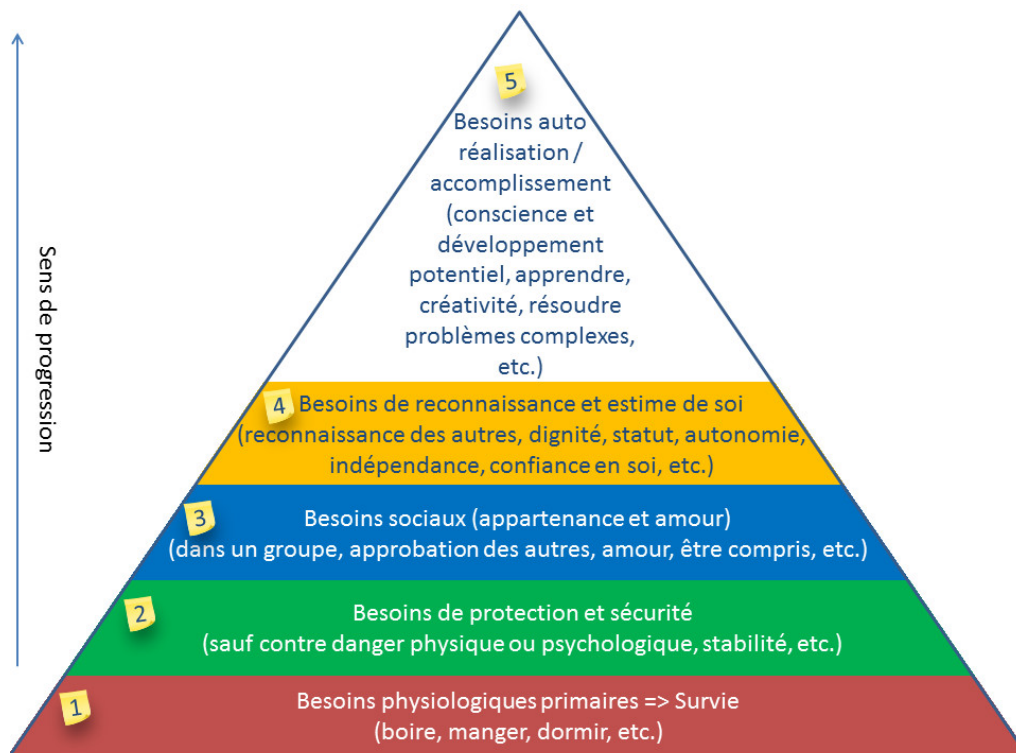 5
Besoins auto
réalisation /
accomplissement
(conscience et
développement
potentiel, apprendre,
créativité, résoudre
problèmes complexes,
etc.)
4
Besoins de reconnaissance et estime de soi
(reconnaissance des autres, dignité, statut, autonomie,
indépendance, confiance en soi, etc.)
3
Besoins sociaux (appartenance et amour)
(dans un groupe, approbation des autres, amour, être compris, etc.)
2
Besoins de protection et sécurité
(sauf contre danger physique ou psychologique, stabilité, etc.)
1
Besoins physiologiques primaires => Survie
(boire, manger, dormir, etc.)
Sens de progression